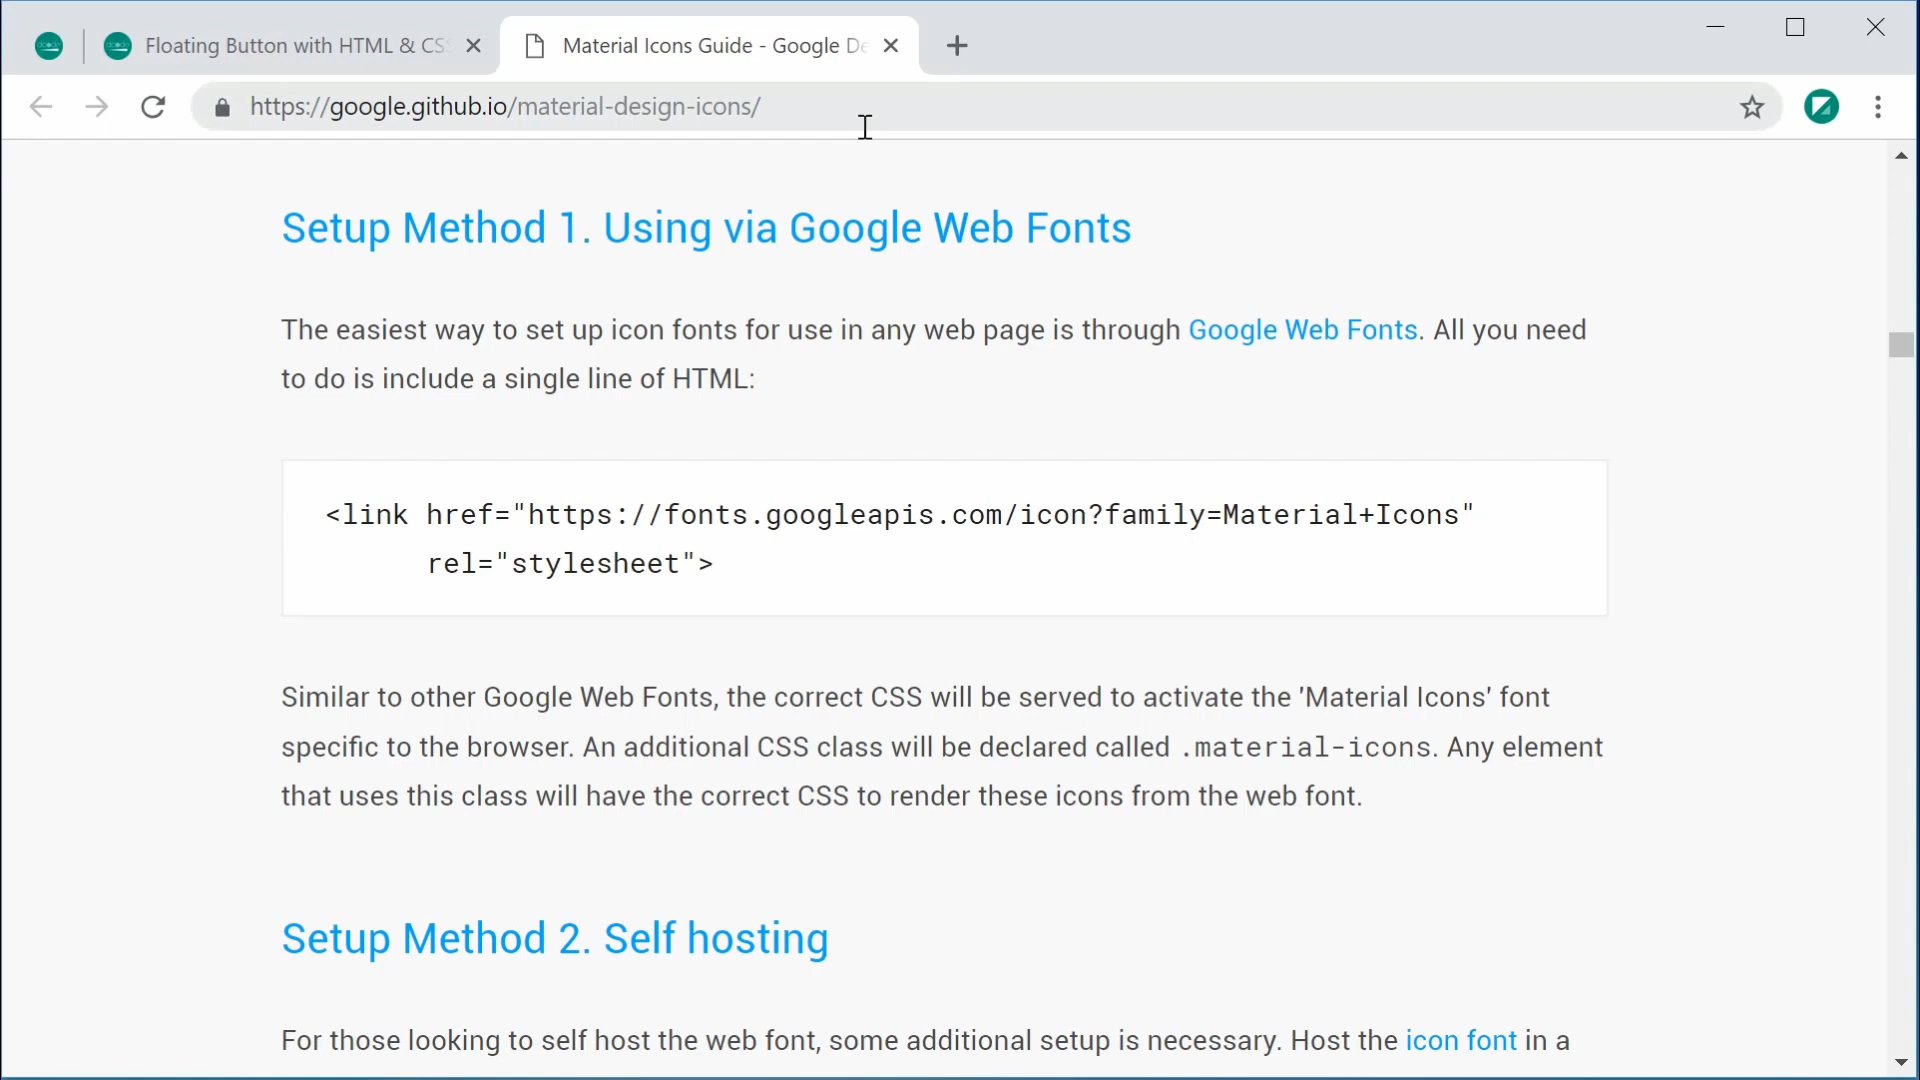 Floating Button with HTML & CSS
Material Icons Guide - Google De
https://google.github.io/material-design-icons/
Setup Method 1. Using via Google Web Fonts
The easiest way to set up icon fonts for use in any web page is through Google Web Fonts. All you need
to do is include a single line of HTML:
<link href="https://fonts.googleapis.com/icon?family=Material+Icons"
rel="stylesheet">
Similar to other Google Web Fonts, the correct CSS will be served to activate the 'Material Icons' font
specific to the browser. An additional CSS class will be declared called .material-icons. Any element
that uses this class will have the correct CSS to render these icons from the web font.
Setup Method 2. Self hosting
For those looking to self host the web font, some additional setup is necessary. Host the icon font in a